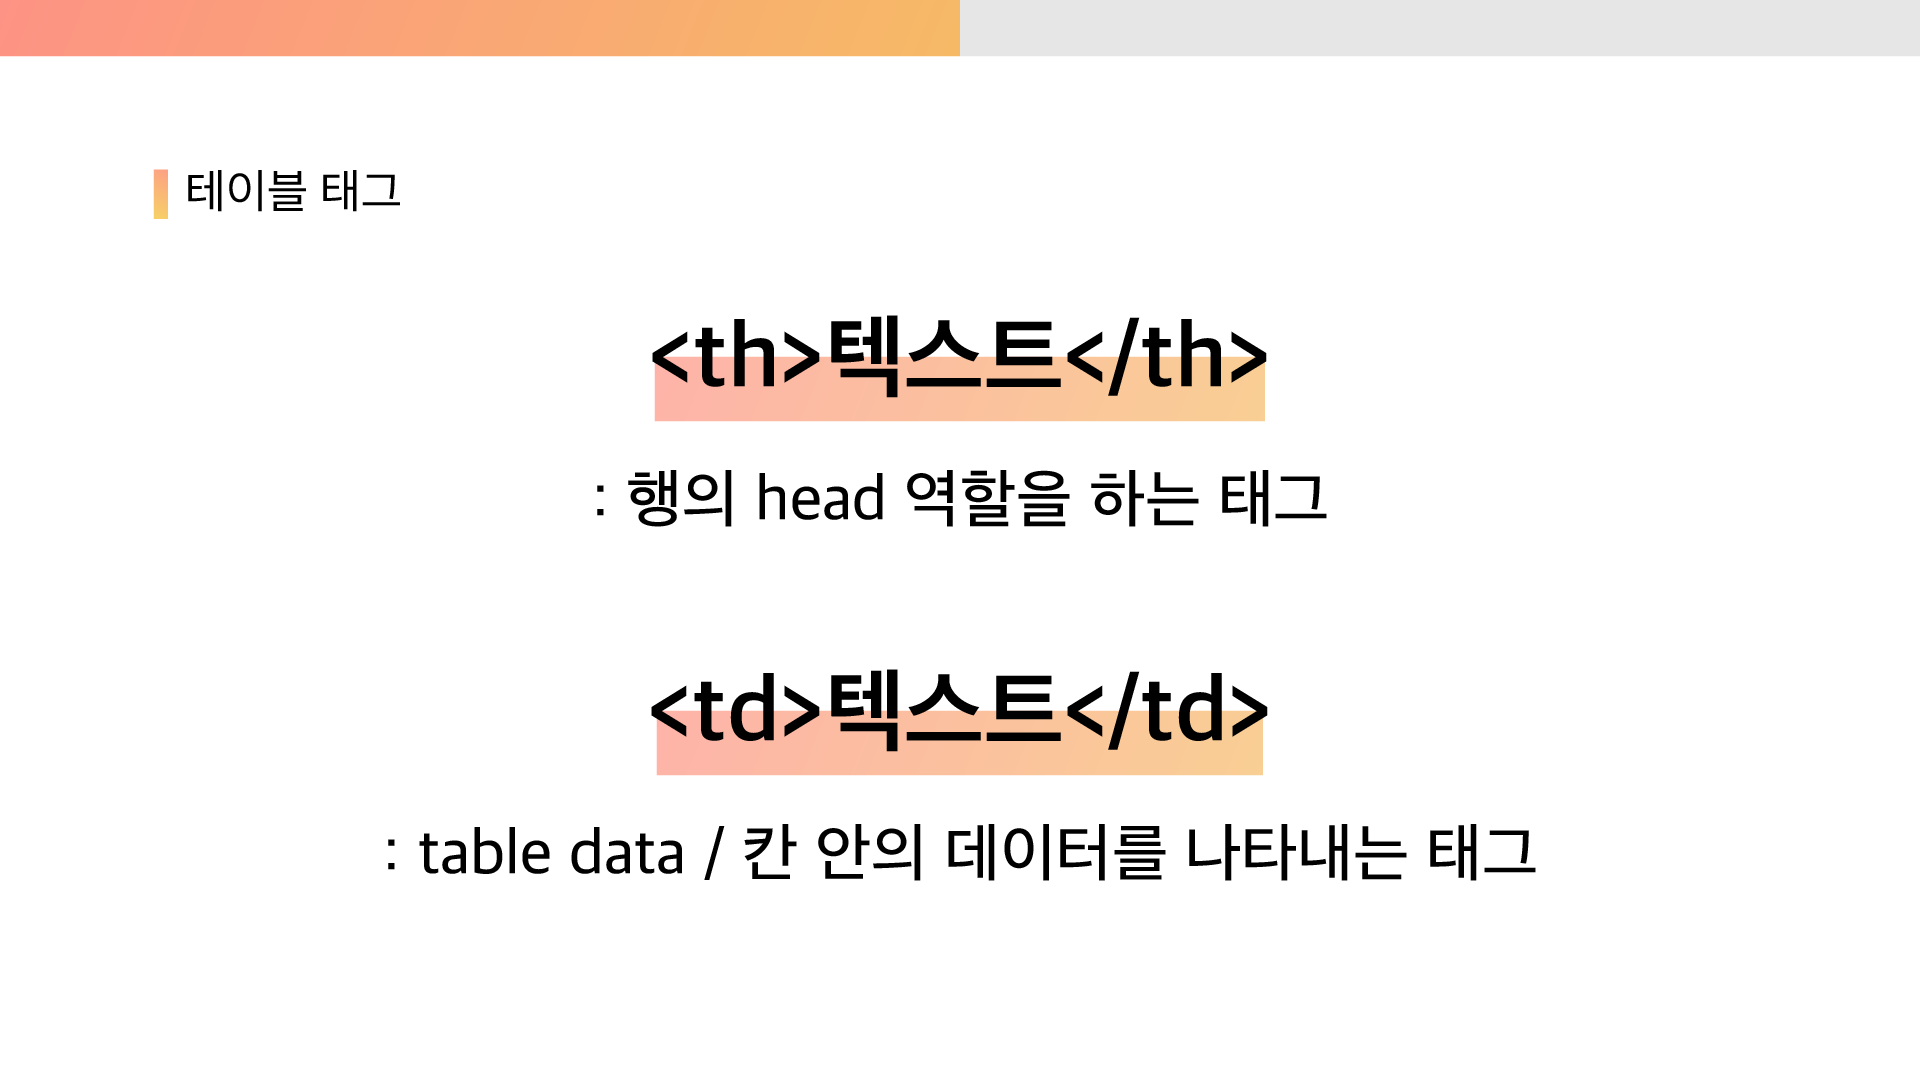 테이블 태그
<th>텍스트</th>
: 행의 head 역할을 하는 태그
<td>텍스트</td>
: table data / 칸 안의 데이터를 나타내는 태그